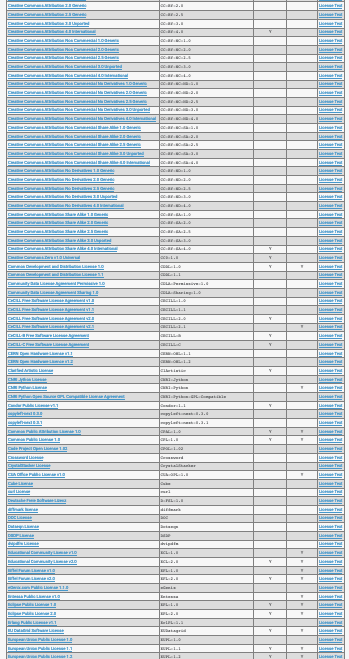 Creative Commons Attribution 2.0 Generic CC-BY-2.0 License Text
Creative Commons Attribution 2.5 Generic CC-BY-2.5 License Text
Creative Commons Attribution 3.0 Unported CC-BY-3.0 License Text
Creative Commons Attribution 4.0 International CC-BY-4.0 Y License Text
Creative Commons Attribution Non Commercial 1.0 Generic CC-BY-NC-1.0 License Text
Creative Commons Attribution Non Commercial 2.0 Generic CC-BY-NC-2.0 License Text
Creative Commons Attribution Non Commercial 2.5 Generic CC-BY-NC-2.5 License Text
Creative Commons Attribution Non Commercial 3.0 Unported CC-BY-NC-3.0 License Text
Creative Commons Attribution Non Commercial 4.0 International CC-BY-NC-4.0 License Text
Creative Commons Attribution Non Commercial No Derivatives 1.0 Generic CC-BY-NC-ND-1.0 License Text
Creative Commons Attribution Non Commercial No Derivatives 2.0 Generic CC-BY-NC-ND-2.0 License Text
Creative Commons Attribution Non Commercial No Derivatives 2.5 Generic CC-BY-NC-ND-2.5 License Text
Creative Commons Attribution Non Commercial No Derivatives 3.0 Unported CC-BY-NC-ND-3.0 License Text
Creative Commons Attribution Non Commercial No Derivatives 4.0 International CC-BY-NC-ND-4.0 License Text
Creative Commons Attribution Non Commercial Share Alike 1.0 Generic CC-BY-NC-SA-1.0 License Text
Creative Commons Attribution Non Commercial Share Alike 2.0 Generic CC-BY-NC-SA-2.0 License Text
Creative Commons Attribution Non Commercial Share Alike 2.5 Generic CC-BY-NC-SA-2.5 License Text
Creative Commons Attribution Non Commercial Share Alike 3.0 Unported CC-BY-NC-SA-3.0 License Text
Creative Commons Attribution Non Commercial Share Alike 4.0 International CC-BY-NC-SA-4.0 License Text
Creative Commons Attribution No Derivatives 1.0 Generic CC-BY-ND-1.0 License Text
Creative Commons Attribution No Derivatives 2.0 Generic CC-BY-ND-2.0 License Text
Creative Commons Attribution No Derivatives 2.5 Generic CC-BY-ND-2.5 License Text
Creative Commons Attribution No Derivatives 3.0 Unported CC-BY-ND-3.0 License Text
Creative Commons Attribution No Derivatives 4.0 International CC-BY-ND-4.0 License Text
Creative Commons Attribution Share Alike 1.0 Generic CC-BY-SA-1.0 License Text
Creative Commons Attribution Share Alike 2.0 Generic CC-BY-SA-2.0 License Text
Creative Commons Attribution Share Alike 2.5 Generic CC-BY-SA-2.5 License Text
Creative Commons Attribution Share Alike 3.0 Unported CC-BY-SA-3.0 License Text
Creative Commons Attribution Share Alike 4.0 International CC-BY-SA-4.0 Y License Text
Creative Commons Zero v1.0 Universal CC0-1.0 Y License Text
Common Development and Distribution License 1.0 CDDL-1.0 Y Y License Text
Common Development and Distribution License 1.1 CDDL-1.1 License Text
Community Data License Agreement Permissive 1.0 CDLA-Permissive-1.0 License Text
Community Data License Agreement Sharing 1.0 CDLA-Sharing-1.0 License Text
CeCILL Free Software License Agreement v1.0 CECILL-1.0 License Text
CeCILL Free Software License Agreement v1.1 CECILL-1.1 License Text
CeCILL Free Software License Agreement v2.0 CECILL-2.0 Y License Text
CeCILL Free Software License Agreement v2.1 CECILL-2.1 Y License Text
CeCILL-B Free Software License Agreement CECILL-B Y License Text
CeCILL-C Free Software License Agreement CECILL-C Y License Text
CERN Open Hardware License v1.1 CERN-OHL-1.1 License Text
CERN Open Hardware License v1.2 CERN-OHL-1.2 License Text
Clarified Artistic License ClArtistic Y License Text
CNRI Jython License CNRI-Jython License Text
CNRI Python License CNRI-Python Y License Text
CNRI Python Open Source GPL Compatible License Agreement CNRI-Python-GPL-Compatible License Text
Condor Public License v1.1 Condor-1.1 Y License Text
copyleft-next 0.3.0 copyleft-next-0.3.0 License Text
copyleft-next 0.3.1 copyleft-next-0.3.1 License Text
Common Public Attribution License 1.0 CPAL-1.0 Y Y License Text
Common Public License 1.0 CPL-1.0 Y Y License Text
Code Project Open License 1.02 CPOL-1.02 License Text
Crossword License Crossword License Text
CrystalStacker License CrystalStacker License Text
CUA Office Public License v1.0 CUA-OPL-1.0 Y License Text
Cube License Cube License Text
curl License curl License Text
Deutsche Freie Software Lizenz D-FSL-1.0 License Text
diffmark license diffmark License Text
DOC License DOC License Text
Dotseqn License Dotseqn License Text
DSDP License DSDP License Text
dvipdfm License dvipdfm License Text
Educational Community License v1.0 ECL-1.0 Y License Text
Educational Community License v2.0 ECL-2.0 Y Y License Text
Eiffel Forum License v1.0 EFL-1.0 Y License Text
Eiffel Forum License v2.0 EFL-2.0 Y Y License Text
eGenix.com Public License 1.1.0 eGenix License Text
Entessa Public License v1.0 Entessa Y License Text
Eclipse Public License 1.0 EPL-1.0 Y Y License Text
Eclipse Public License 2.0 EPL-2.0 Y Y License Text
Erlang Public License v1.1 ErlPL-1.1 License Text
EU DataGrid Software License EUDatagrid Y Y License Text
European Union Public License 1.0 EUPL-1.0 License Text
European Union Public License 1.1 EUPL-1.1 Y Y License Text
European Union Public License 1.2 EUPL-1.2 Y Y License Text